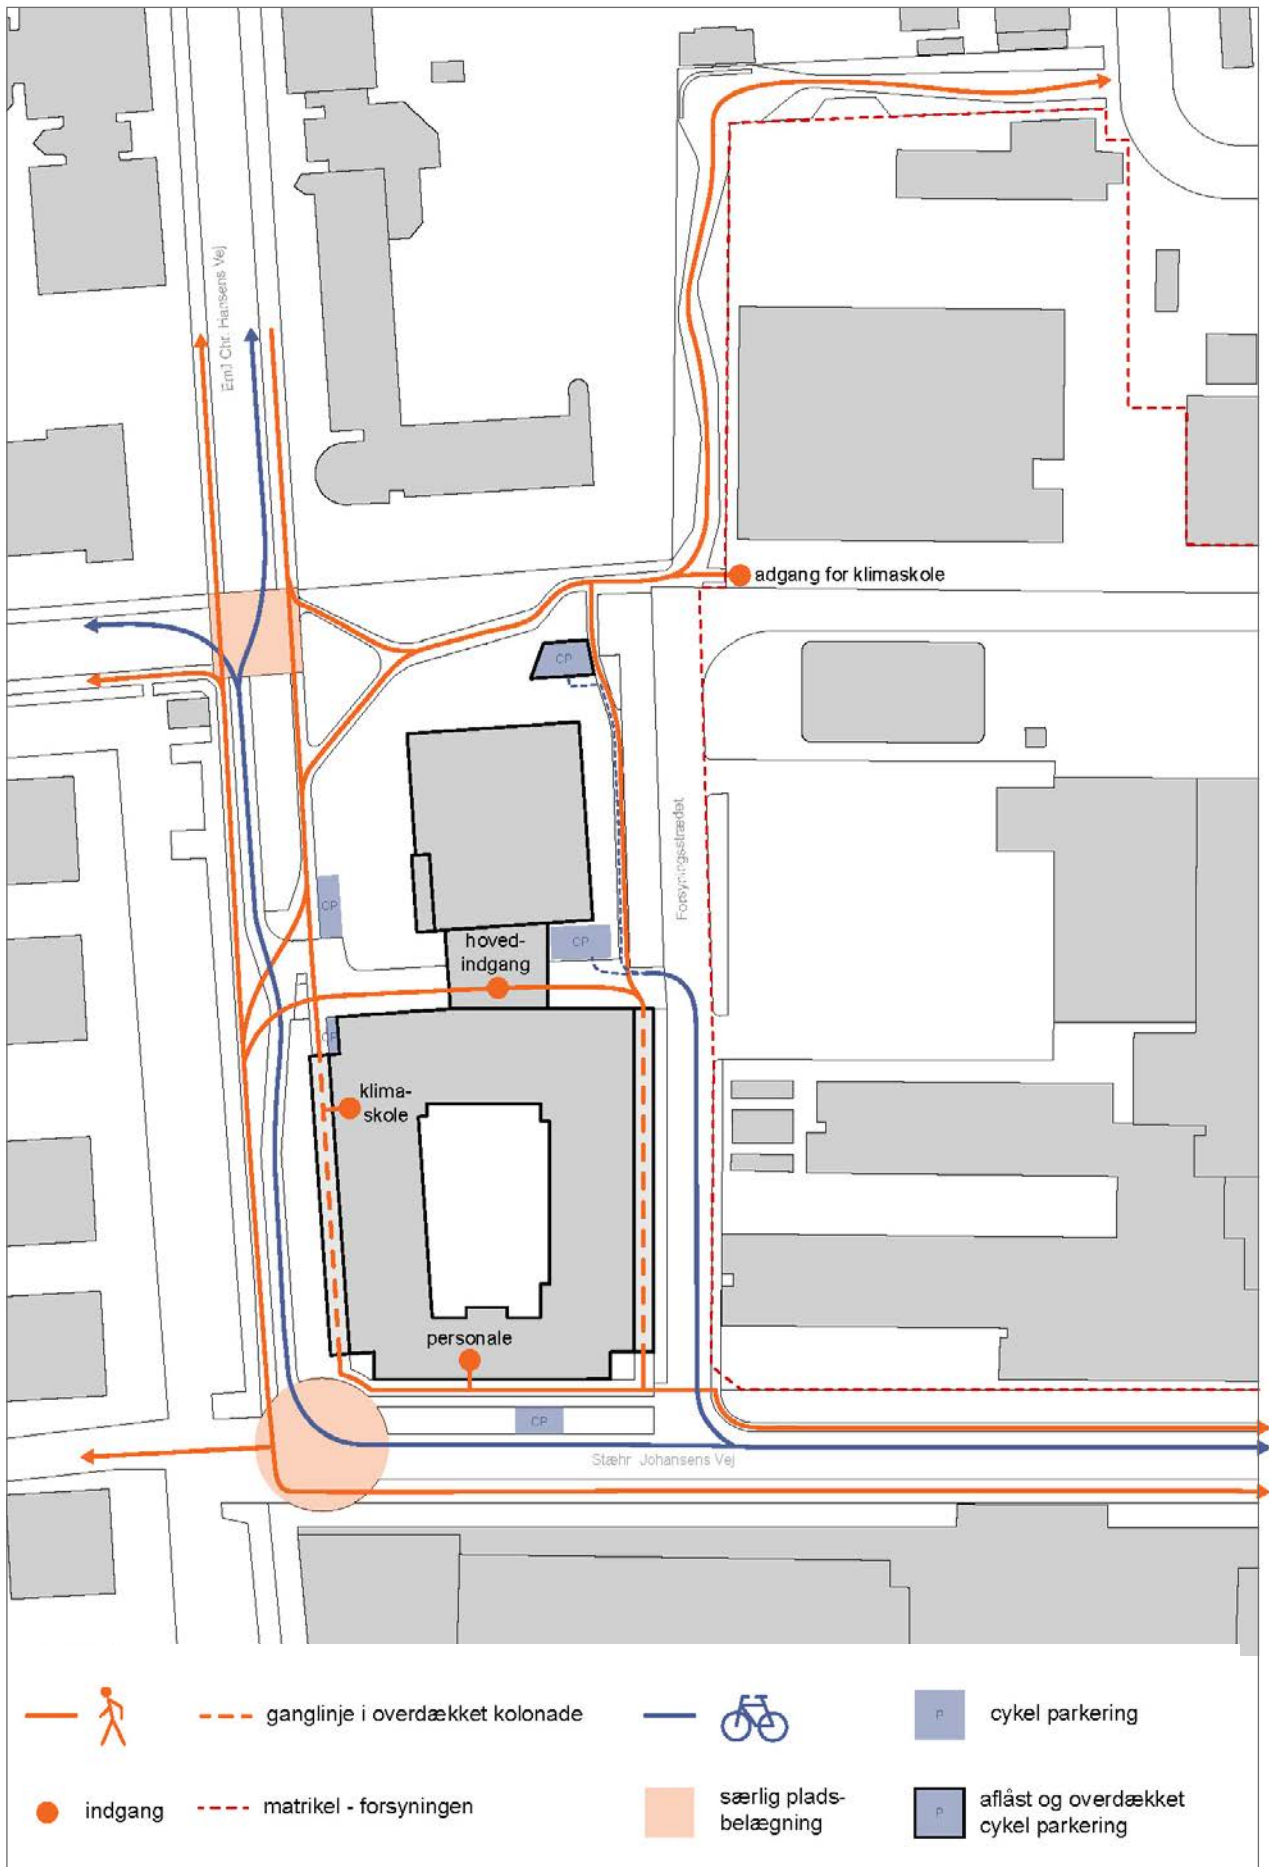 Emil Chr. Hansens Vej
adgang for klimaskole
CP
Forsyningsstrædet
CP
hoved-
indgang
CP
CP
klima-
skole
personale
CP
Stæhr Johansens Vej
ganglinje i overdækket kolonade
P
cykel parkering
indgang
matrikel - forsyningen
særlig plads-
belægning
P
aflåst og overdækket
cykel parkering